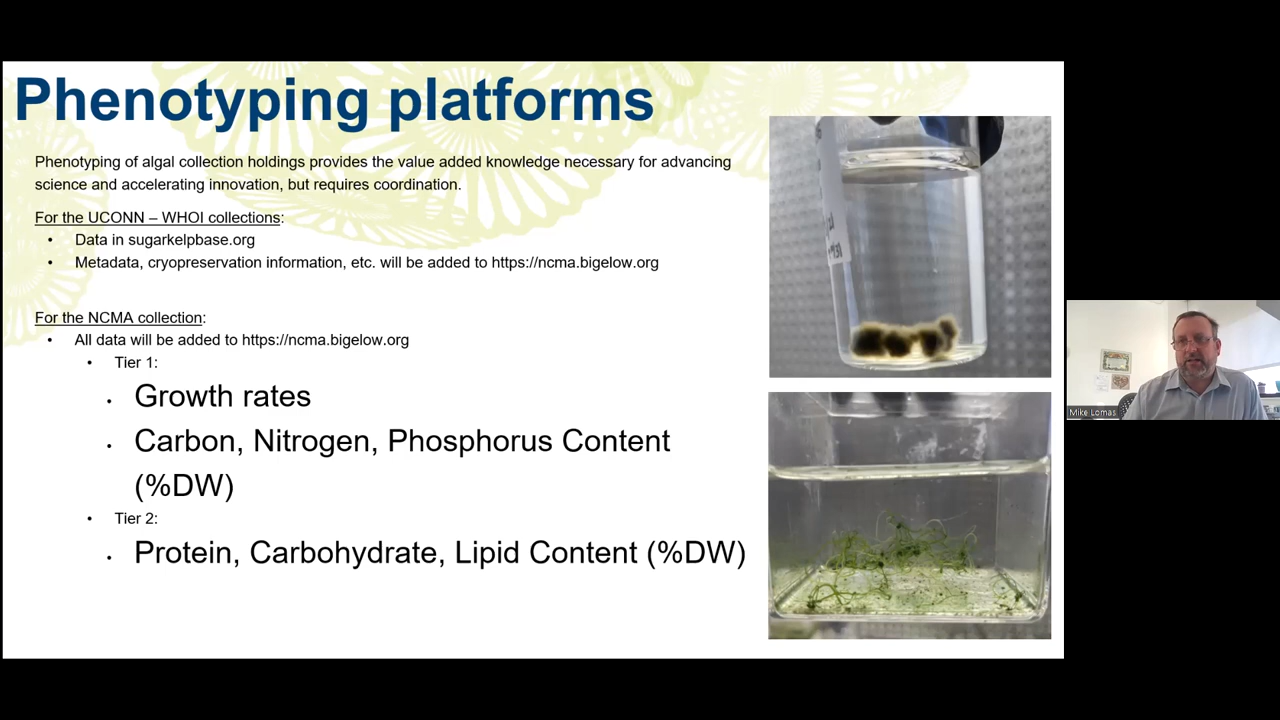 Phenotyping platforms
Phenotyping of algal collection holdings provides the value added knowledge necessary for advancing
science and accelerating innovation, but requires coordination.
For the UCONN – WHOI collections:
• Data in sugarkelpbase.org
• Metadata, cryopreservation information, etc. will be added to https://ncma.bigelow.org
For the NCMA collection:
• All data will be added to https://ncma.bigelow.org
• Tier 1:
• Growth rates
• Carbon, Nitrogen, Phosphorus Content
(%DW)
• Tier 2:
• Protein, Carbohydrate, Lipid Content (%DW)
Mike Lomas